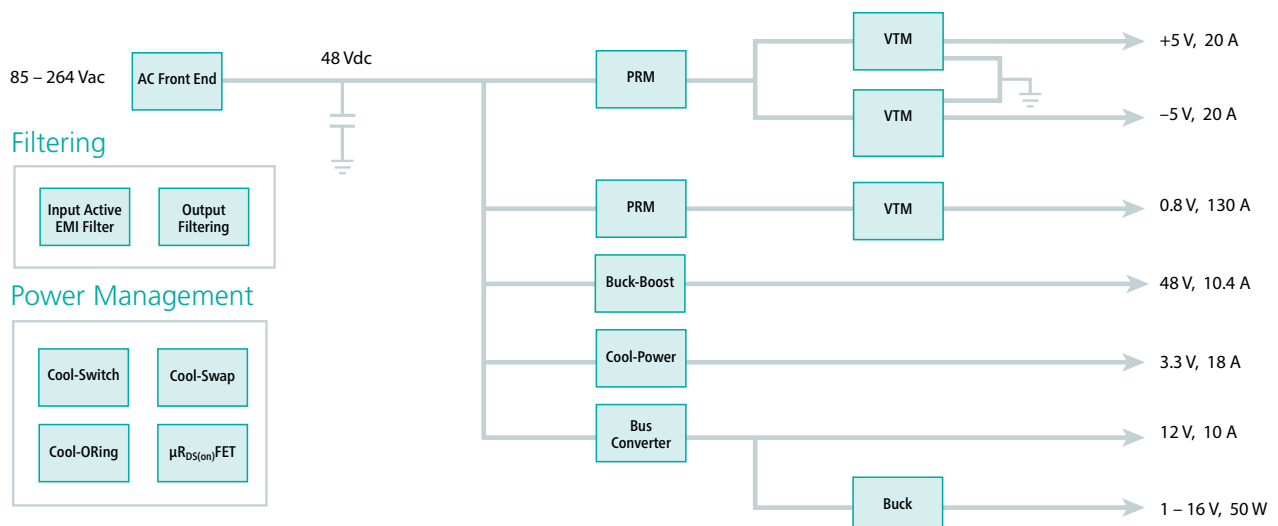 85 – 264 Vac
AC Front End
48 Vdc
PRM
VTM
+5 V, 20 A
VTM
–5 V, 20 A
Filtering
Input Active
EMI Filter
Output
Filtering
PRM
VTM
0.8 V, 130 A
Buck-Boost
48 V, 10.4 A
Power Management
Cool-Switch
Cool-Swap
Cool-ORing
µRDS(on)FET
Cool-Power
3.3 V, 18 A
Bus
Converter
12 V, 10 A
Buck
1 – 16 V, 50 W